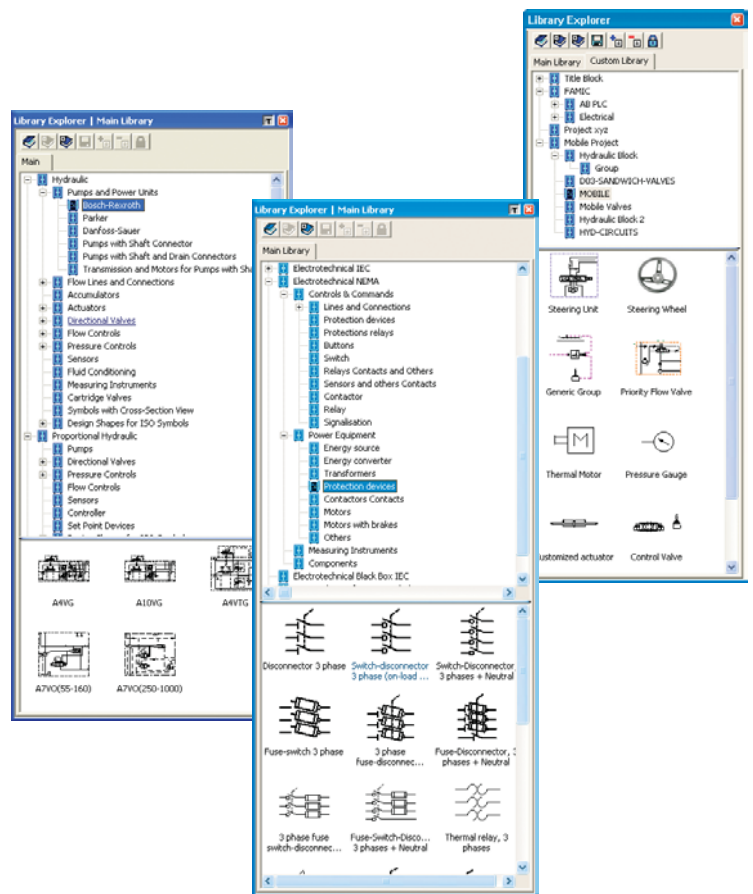 Library Explorer
Main Library
Custom Library
Title Block
FAMIC
AB PLC
Electrical
Project xyz
Mobile Project
Hydraulic Block
Group
D03-SANDWICH-VALVES
MOBILE
Mobile Valves
Hydraulic Block 2
HYD-CIRCUITS
Steering Unit
Steering Wheel
Generic Group
Priority Flow Valve
Thermal Motor
Pressure Gauge
ustomized actuator
Control Valve
Library Explorer | Main Library
Main
Hydraulic
Pumps and Power Units
Bosch-Rexroth
Parker
Danfoss-Sauer
Pumps with Shaft Connector
Pumps with Shaft and Drain Connectors
Transmission and Motors for Pumps with Sha
Flow Lines and Connections
Accumulators
Actuators
Directional Valves
Flow Controls
Pressure Controls
Sensors
Fluid Conditioning
Measuring Instruments
Cartridge Valves
Symbols with Cross-Section View
Design Shapes for ISO Symbols
Proportional Hydraulic
Pumps
Directional Valves
Pressure Controls
Flow Controls
Sensors
Controller
Set Point Devices
A4VG
A10VG
A4VTG
A7VO(55-160)
A7VO(250-1000)
Library Explorer | Main Library
Main Library
Electrotechnical IEC
Electrotechnical NEMA
Controls & Commands
Lines and Connections
Protection devices
Protections relays
Buttons
Switch
Relays Contacts and Others
Sensors and others Contacts
Contactor
Relay
Signalisation
Power Equipment
Energy source
Energy converter
Transformers
Protection devices
Contactors Contacts
Motors
Motors with brakes
Others
Measuring Instruments
Components
Electrotechnical Black Box IEC
Disconnector 3 phase
Switch-disconnector
3 phase (on-load ...
Switch-Disconnector
3 phases + Neutral
Fuse-switch 3 phase
3 phase
fuse-disconnec...
Fuse-Disconnector, 3
phases + Neutral
3 phase fuse
switch-disconnec...
Fuse-Switch-Disco...
3 phases + Neutral
Thermal relay, 3
phases